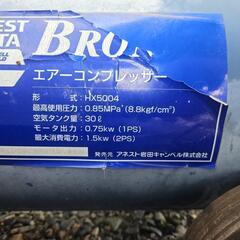 EST
ATA
BRO
エアーコンプレッサー
形 式：HX5004
最高使用圧力：0.85MPa (8.8kgf/cm²)
空気タンク量：30ℓ
モータ出力：0.75kw (1PS)
最大消費電力：1.5kw (2PS)
発売元 アネスト岩田キャンベル株式会社